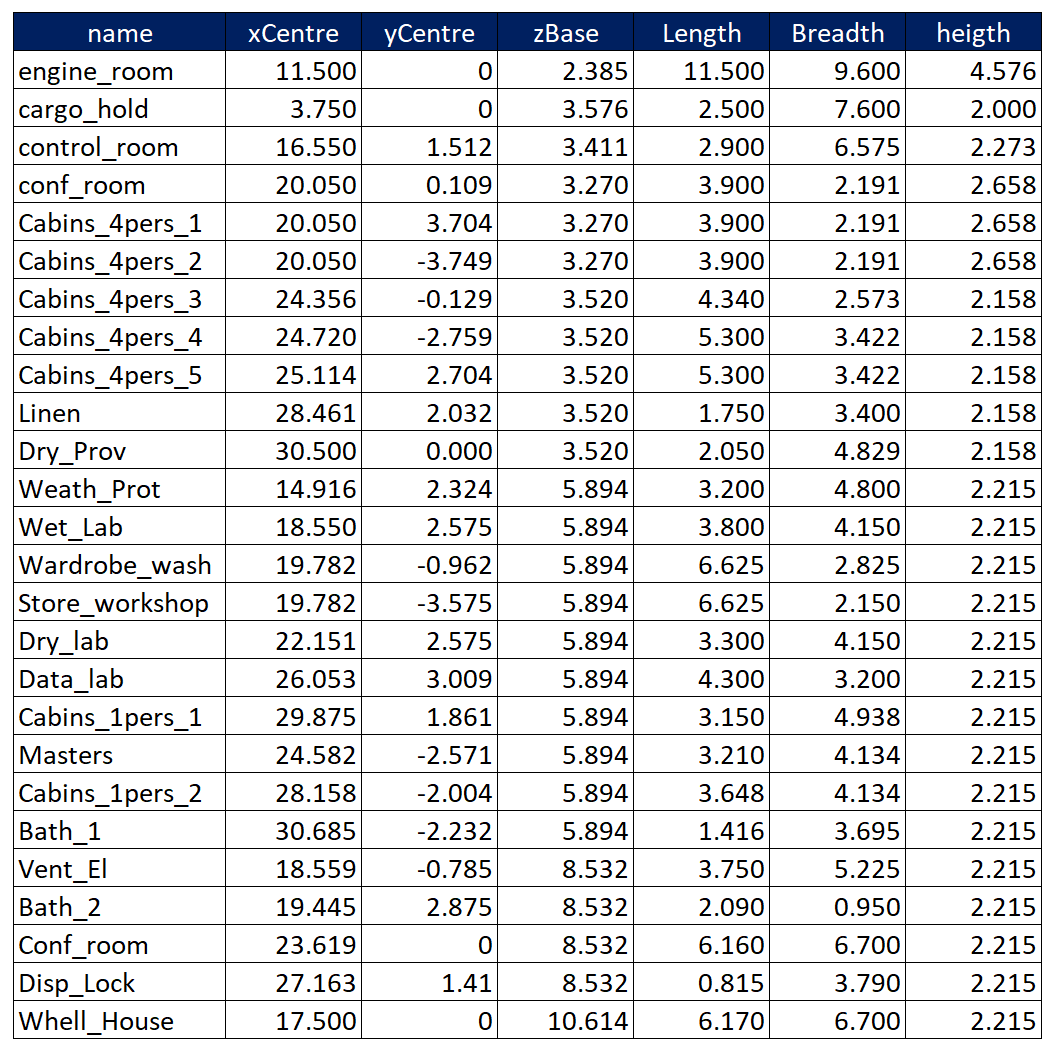 name xCentre yCentre zBase Length Breadth heigth
engine_room 11.500 0 2.385 11.500 9.600 4.576
cargo_hold 3.750 0 3.576 2.500 7.600 2.000
control_room 16.550 1.512 3.411 2.900 6.575 2.273
conf_room 20.050 0.109 3.270 3.900 2.191 2.658
Cabins_4pers_1 20.050 3.704 3.270 3.900 2.191 2.658
Cabins_4pers_2 20.050 -3.749 3.270 3.900 2.191 2.658
Cabins_4pers_3 24.356 -0.129 3.520 4.340 2.573 2.158
Cabins_4pers_4 24.720 -2.759 3.520 5.300 3.422 2.158
Cabins_4pers_5 25.114 2.704 3.520 5.300 3.422 2.158
Linen 28.461 2.032 3.520 1.750 3.400 2.158
Dry_Prov 30.500 0.000 3.520 2.050 4.829 2.158
Weath_Prot 14.916 2.324 5.894 3.200 4.800 2.215
Wet_Lab 18.550 2.575 5.894 3.800 4.150 2.215
Wardrobe_wash 19.782 -0.962 5.894 6.625 2.825 2.215
Store_workshop 19.782 -3.575 5.894 6.625 2.150 2.215
Dry_lab 22.151 2.575 5.894 3.300 4.150 2.215
Data_lab 26.053 3.009 5.894 4.300 3.200 2.215
Cabins_1pers_1 29.875 1.861 5.894 3.150 4.938 2.215
Masters 24.582 -2.571 5.894 3.210 4.134 2.215
Cabins_1pers_2 28.158 -2.004 5.894 3.648 4.134 2.215
Bath_1 30.685 -2.232 5.894 1.416 3.695 2.215
Vent_El 18.559 -0.785 8.532 3.750 5.225 2.215
Bath_2 19.445 2.875 8.532 2.090 0.950 2.215
Conf_room 23.619 0 8.532 6.160 6.700 2.215
Disp_Lock 27.163 1.41 8.532 0.815 3.790 2.215
Whell_House 17.500 0 10.614 6.170 6.700 2.215